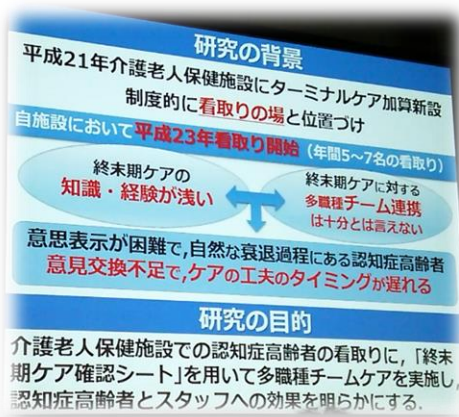 研究の背景
平成21年介護老人保健施設にターミナルケア加算新設
制度的に看取りの場と位置づけ
自施設において平成23年看取り開始（年間5~7名の看取り）
終末期ケアの
知識・経験が浅い
終末期ケアに対する
多職種チーム連携
は十分とは言えない
意思表示が困難で,自然な衰退過程にある認知症高齢者
意見交換不足で,ケアの工夫のタイミングが遅れる
研究の目的
介護老人保健施設での認知症高齢者の看取りに,「終末
期ケア確認シート」を用いて多職種チームケアを実施し,
認知症高齢者とスタッフへの効果を明らかにする.